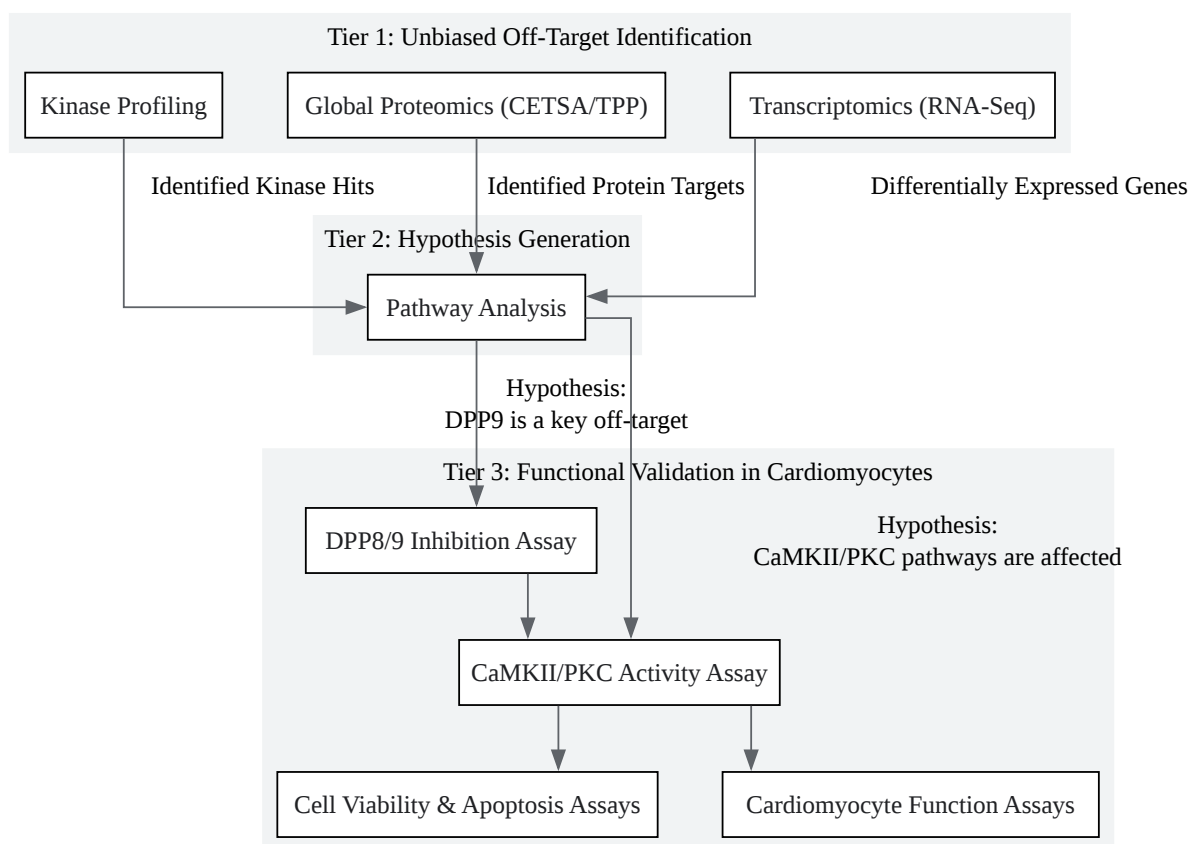 Tier 1: Unbiased Off-Target Identification
Kinase Profiling
Global Proteomics (CETSA/TPP)
Transcriptomics (RNA-Seq)
Identified Kinase Hits
Identified Protein Targets
Differentially Expressed Genes
Tier 2: Hypothesis Generation
Pathway Analysis
Hypothesis:
DPP9 is a key off-target
Tier 3: Functional Validation in Cardiomyocytes
DPP8/9 Inhibition Assay
Hypothesis:
CaMKII/PKC pathways are affected
CaMKII/PKC Activity Assay
Cell Viability & Apoptosis Assays
Cardiomyocyte Function Assays